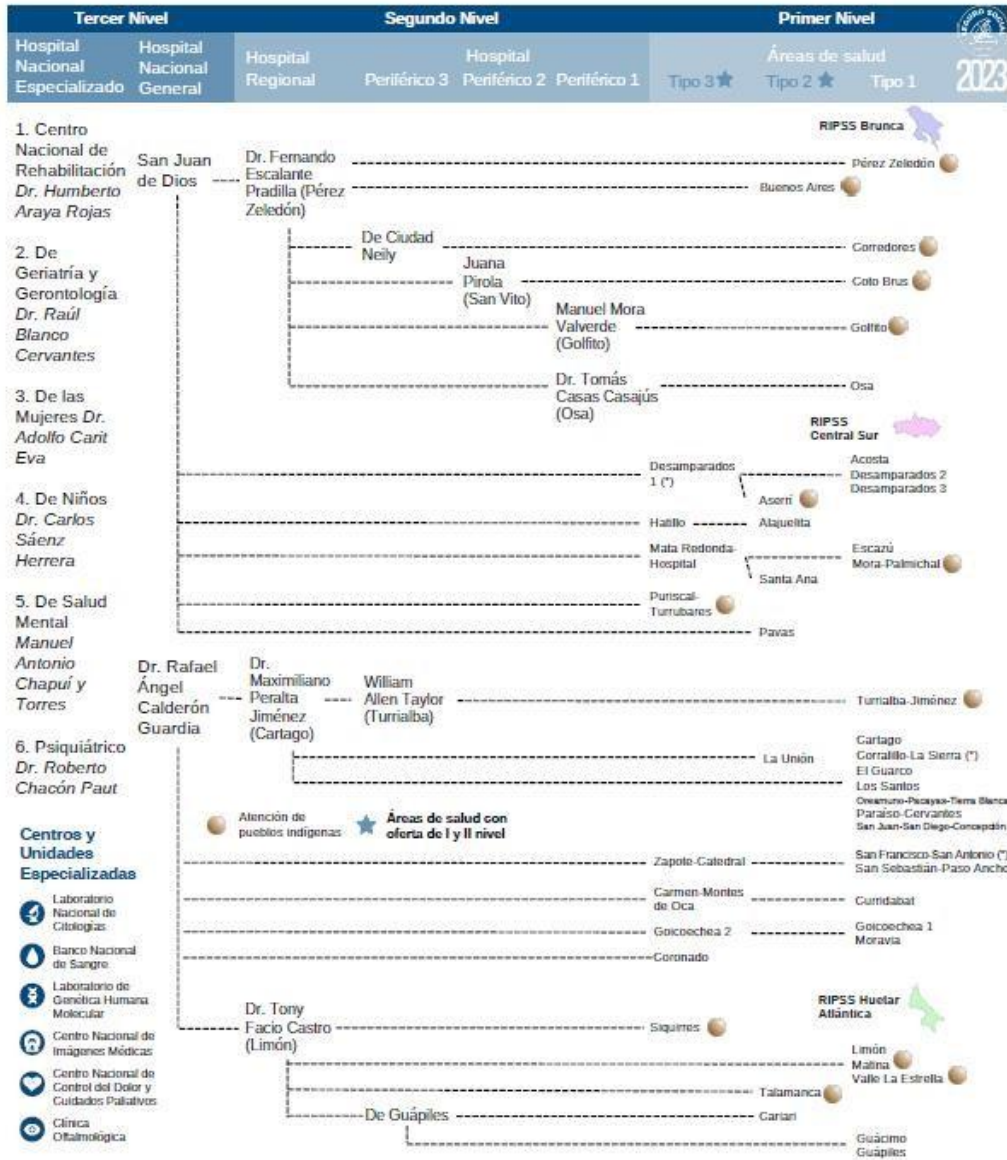 Tercer Nivel
Segundo Nivel
Primer Nivel
SEGURO SOCIAL
2023
Hospital
Nacional
Especializado
Hospital
Nacional
General
Hospital
Regional
Hospital
Periférico 3
Periférico 2
Periférico 1
Áreas de salud
Tipo 3
Tipo 2
Tipo 1
1. Centro
Nacional de
Rehabilitación
Dr. Humberto
Araya Rojas
2. De
Geriatría y
Gerontología
Dr. Raúl
Blanco
Cervantes
3. De las
Mujeres Dr.
Adolfo Carit
Eva
4. De Niños
Dr. Carlos
Sáenz
Herrera
5. De Salud
Mental
Manuel
Antonio
Chapuí y
Torres
6. Psiquiátrico
Dr. Roberto
Chacón Paut
RIPSS Brunca
San Juan
de Dios
Dr. Fernando
Escalante
Pradilla (Pérez
Zeledón)
Pérez Zeledón
Buenos Aires
De Ciudad
Neily
Corredores
Juana
Pirola
(San Vito)
Coto Brus
Manuel Mora
Valverde
(Golfito)
Golfito
Dr. Tomás
Casas Casajús
(Osa)
Osa
RIPSS
Central Sur
Desamparados
1 (*)
Acosta
Desamparados 2
Desamparados 3
Aserrí
Hatillo
Alajuelita
Mata Redonda-
Hospital
Escazú
Mora-Palmichal
Santa Ana
Puriscal-
Turrubares
Pavas
Dr. Rafael
Ángel
Calderón
Guardia
Dr.
Maximiliano
Peralta
Jiménez
(Cartago)
William
Allen Taylor
(Turrialba)
Turrialba-Jiménez
La Unión
Cartago
Corralillo-La Sierra (*)
El Guarco
Los Santos
Oreamuno-Pacayas-Tierra Blanca
Paraíso-Cervantes
San Juan-San Diego-Concepción
Atención de
pueblos indígenas
Áreas de salud con
oferta de I y II nivel
Zapote-Catedral
San Francisco-San Antonio (*)
San Sebastián-Paso Ancho
Carmen-Montes
de Oca
Curridabat
Goicoechea 2
Goicoechea 1
Moravia
Coronado
RIPSS Huetar
Atlántica
Dr. Tony
Facio Castro
(Limón)
Siquirres
Limón
Matina
Valle La Estrella
Talamanca
De Guápiles
Cariari
Guácimo
Guápiles
Centros y
Unidades
Especializadas
Laboratorio
Nacional de
Citologías
Banco Nacional
de Sangre
Laboratorio de
Genética Humana
Molecular
Centro Nacional de
Imágenes Médicas
Centro Nacional de
Control del Dolor y
Cuidados Paliativos
Clínica
Oftalmológica